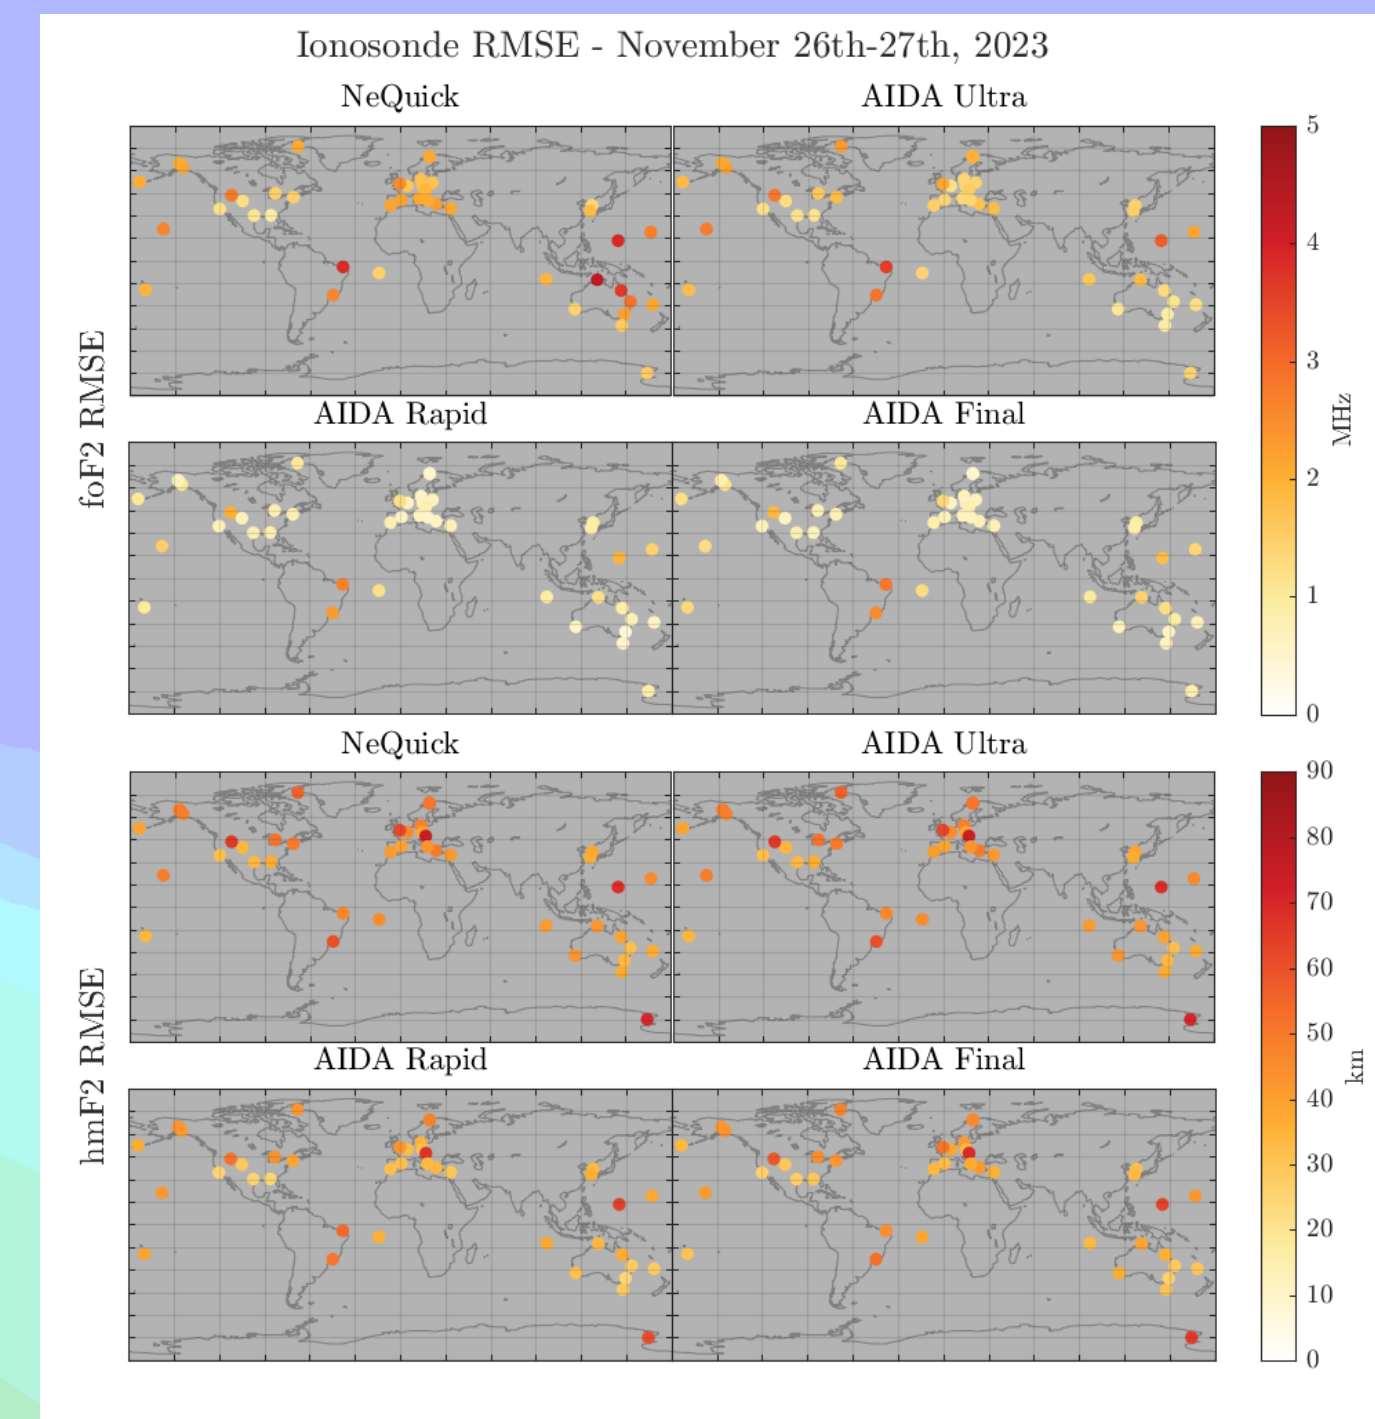 Ionosonde RMSE - November 26th-27th, 2023
NeQuick
AIDA Ultra
AIDA Rapid
AIDA Final
foF2 RMSE
5
4
3
2
1
0
MHz
NeQuick
AIDA Ultra
AIDA Rapid
AIDA Final
hmF2 RMSE
90
80
70
60
50
40
30
20
10
0
km